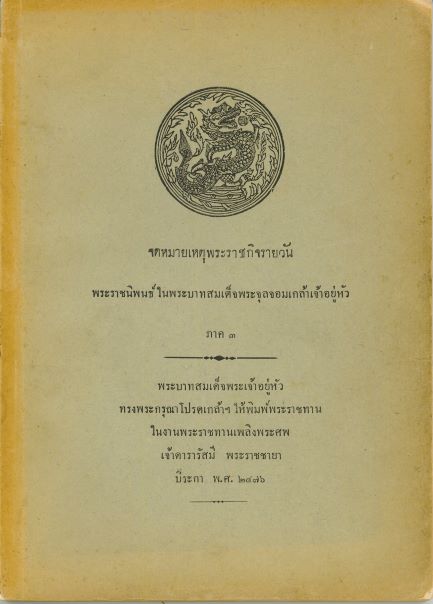 จดหมายเหตุพระราชกิจรายวัน
พระราชนิพนธ์ ในพระบาทสมเด็จพระจุลจอมเกล้าเจ้าอยู่หัว
ภาค ๓
พระบาทสมเด็จพระเจ้าอยู่หัว
ทรงพระกรุณาโปรดเกล้าฯ ให้พิมพ์พระราชทาน
ในงานพระราชทานเพลิงพระศพ
เจ้าดารารัสมี พระราชชายา
ปีระกา พ.ศ. ๒๔๗๖